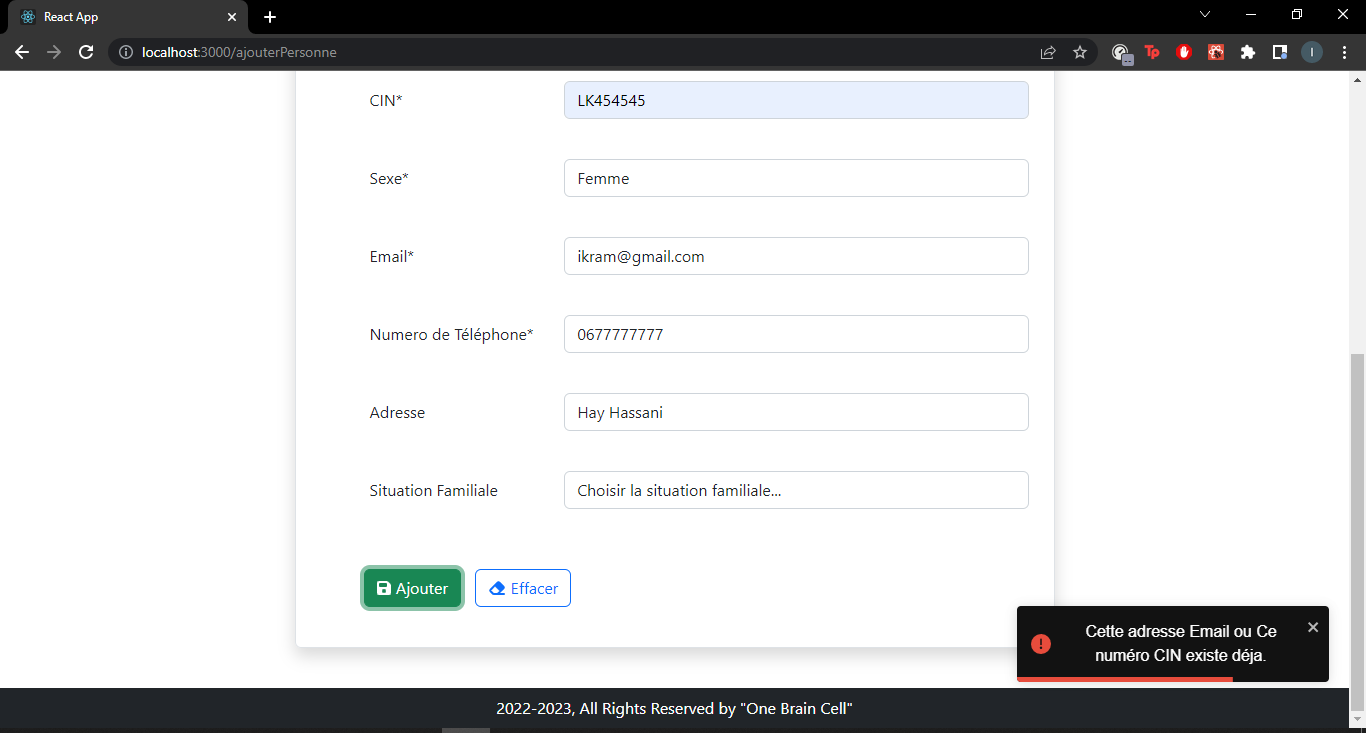 React App
localhost:3000/ajouterPersonne
Tp
I
CIN*
LK454545
Sexe*
Femme
Email*
ikram@gmail.com
Numero de Téléphone*
0677777777
Adresse
Hay Hassani
Situation Familiale
Choisir la situation familiale...
Ajouter
Effacer
Cette adresse Email ou Ce
numéro CIN existe déja.
2022-2023, All Rights Reserved by "One Brain Cell"